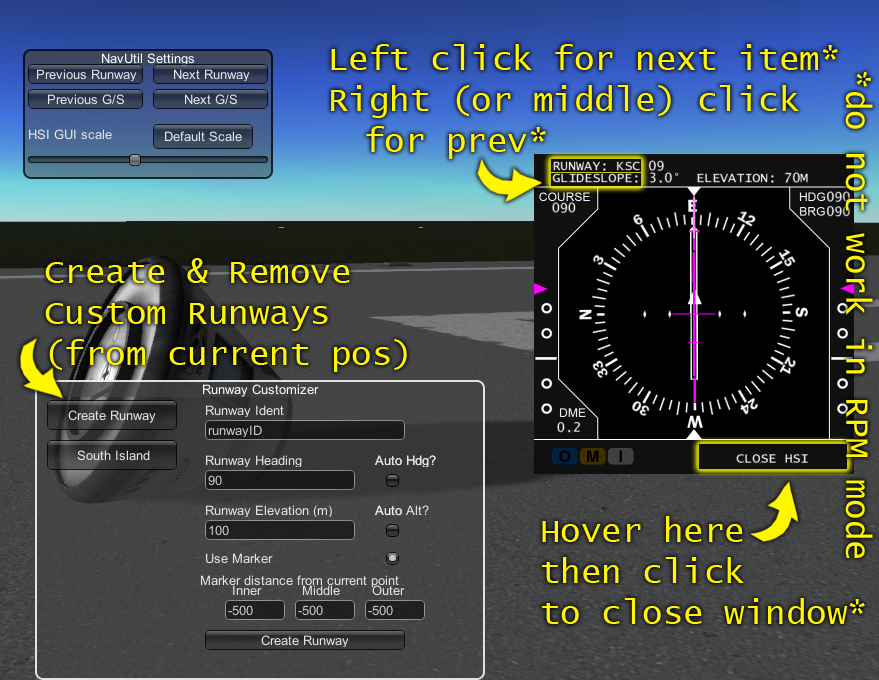 NavUtil Settings
Previous Runway
Next Runway
Previous G/S
Next G/S
HSI GUI scale
Default Scale
Left click for next item*
Right (or middle) click
for prev*
*do not work in RPM mode
RUNWAY: KSC 09
GLIDESLOPE: 3.0° ELEVATION: 70M
COURSE
090
HDG090
BRG090
E
12
15
S
21
24
W
30
33
N
3
6
DME
0.2
O M I
CLOSE HSI
Create & Remove
Custom Runways
(from current pos)
Runway Customizer
Create Runway
South Island
Runway Ident
runwayID
Runway Heading
Auto Hdg?
90
Runway Elevation (m)
Auto Alt?
100
Use Marker
Marker distance from current point
Inner Middle Outer
-500 -500 -500
Create Runway
Hover here
then click
to close window*